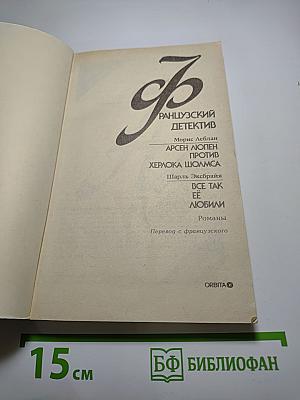 ФРАНЦУЗСКИЙ
ДЕТЕКТИВ
Морис Леблан
АРСЕН ЛЮПЕН
ПРОТИВ
ХЕРЛОКА ШОЛМСА
Шарль Эксбрайя
ВСЕ ТАК
ЕЁ
ЛЮБИЛИ
Романы
Перевод с французского
ORBITA
15 см
БФ БИБЛИОФАН